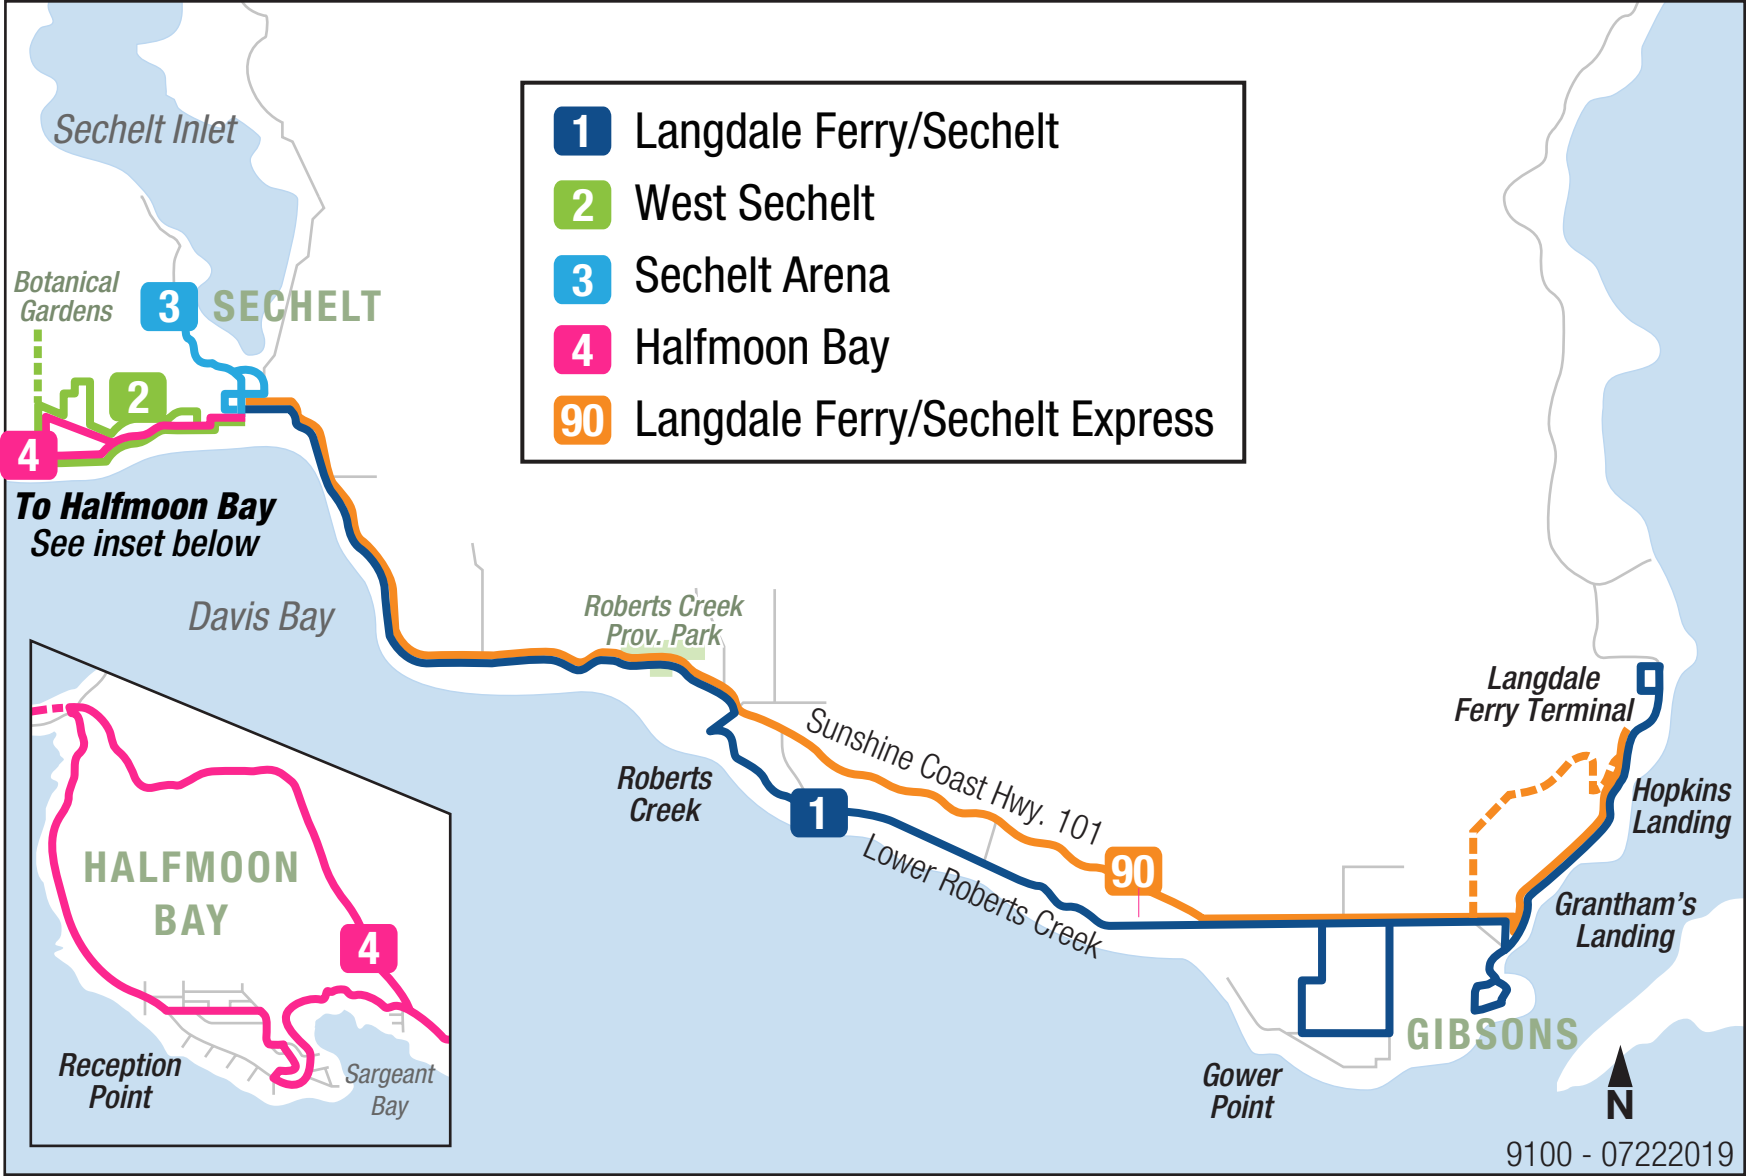 Sechelt Inlet
1 Langdale Ferry/Sechelt
2 West Sechelt
3 Sechelt Arena
4 Halfmoon Bay
90 Langdale Ferry/Sechelt Express
Botanical
Gardens
3
SECHELT
2
4
To Halfmoon Bay
See inset below
Davis Bay
Roberts Creek
Prov. Park
Sunshine Coast Hwy. 101
Roberts
Creek
1
Lower Roberts Creek
90
Langdale
Ferry Terminal
Hopkins
Landing
Grantham's
Landing
GIBSONS
Gower
Point
HALFMOON
BAY
4
Reception
Point
Sargeant
Bay
N
9100 - 07222019